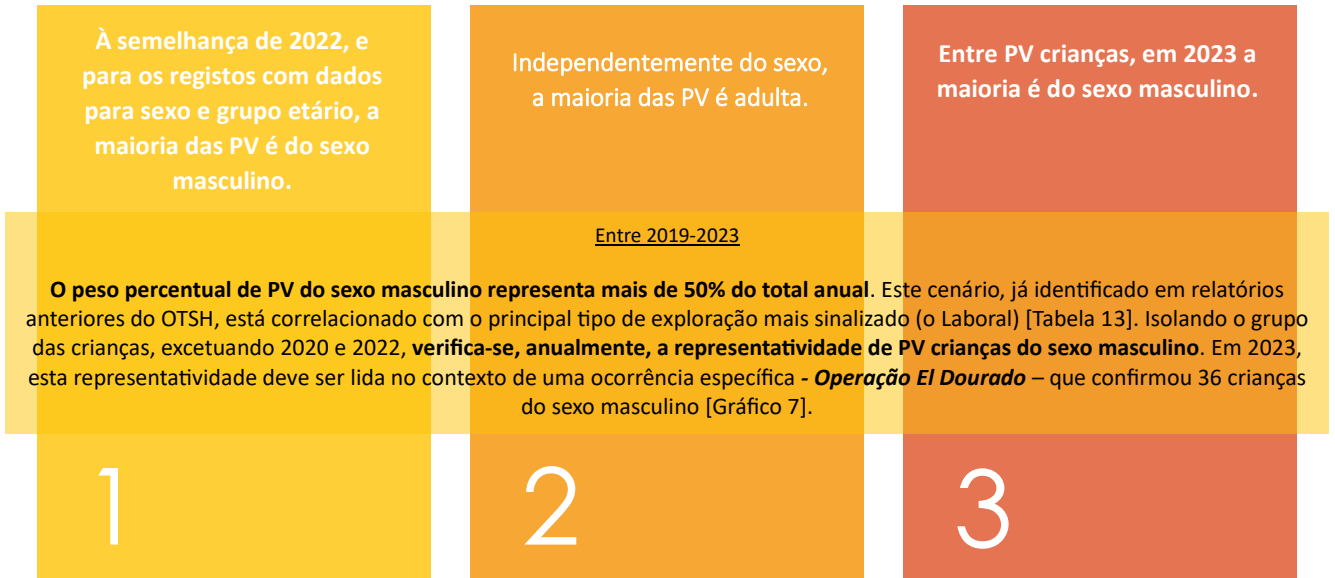 À semelhança de 2022, e
para os registos com dados
para sexo e grupo etário, a
maioria das PV é do sexo
masculino.
Independentemente do sexo,
a maioria das PV é adulta.
Entre PV crianças, em 2023 a
maioria é do sexo masculino.
Entre 2019-2023
O peso percentual de PV do sexo masculino representa mais de 50% do total anual. Este cenário, já identificado em relatórios
anteriores do OTSH, está correlacionado com o principal tipo de exploração mais sinalizado (o Laboral) [Tabela 13]. Isolando o grupo
das crianças, excetuando 2020 e 2022, verifica-se, anualmente, a representatividade de PV crianças do sexo masculino. Em 2023,
esta representatividade deve ser lida no contexto de uma ocorrência específica - Operação El Dourado – que confirmou 36 crianças
do sexo masculino [Gráfico 7].
1
2
3